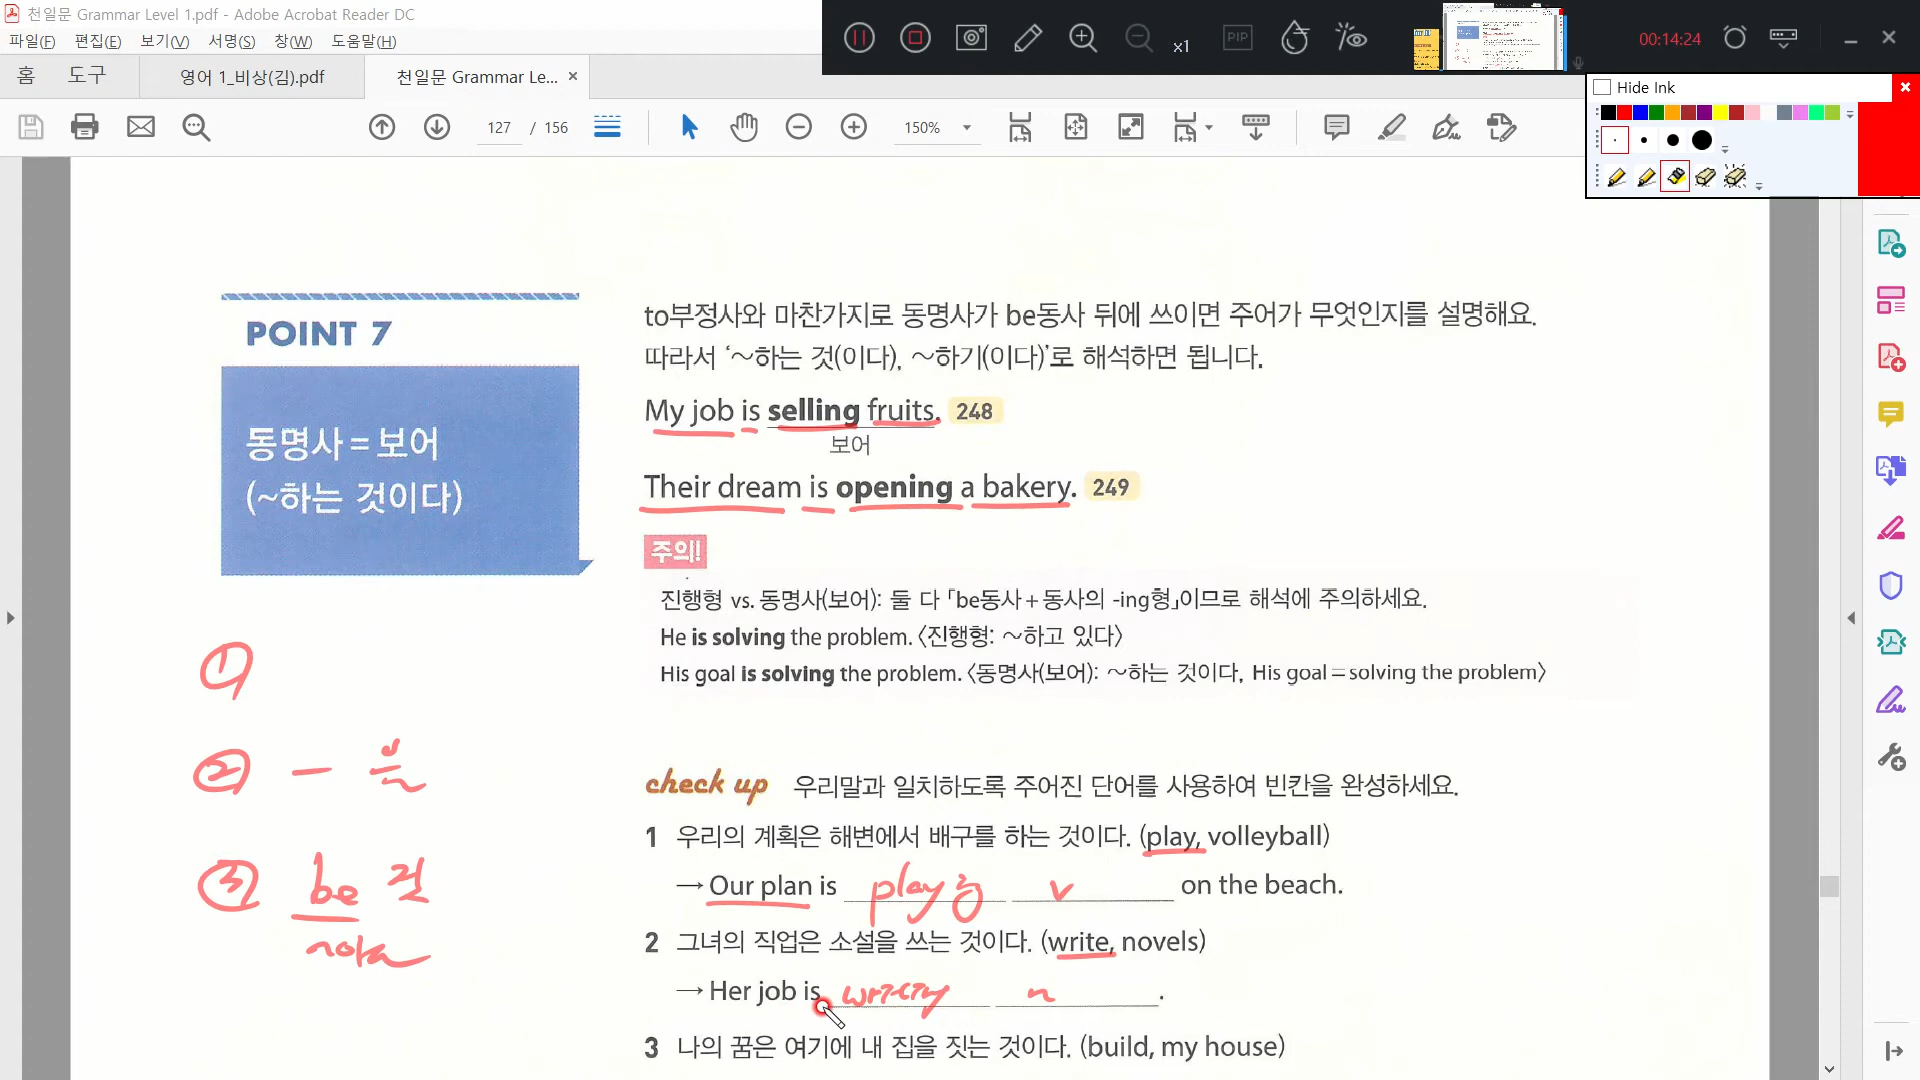 천일문 Grammar Level 1.pdf - Adobe Acrobat Reader DC
파일(F) 편집(E) 보기(V) 서명(S) 창(W) 도움말(H)
x1 PIP 00:14:24
홈 도구 영어 1_비상(김).pdf 천일문 Grammar Le... ×
Hide Ink
127 / 156 150%
POINT 7
동명사 = 보어
(~하는 것이다)
to부정사와 마찬가지로 동명사가 be동사 뒤에 쓰이면 주어가 무엇인지를 설명해요.
따라서 ‘~하는 것(이다), ~하기(이다)’로 해석하면 됩니다.
My job is selling fruits. 248
보어
Their dream is opening a bakery. 249
주의!
진행형 vs. 동명사(보어): 둘 다 「be동사 + 동사의 -ing형」이므로 해석에 주의하세요.
He is solving the problem. 〈진행형: ~하고 있다〉
His goal is solving the problem. 〈동명사(보어): ~하는 것이다, His goal = solving the problem〉
①
② 은
③ be
check up 우리말과 일치하도록 주어진 단어를 사용하여 빈칸을 완성하세요.
1 우리의 계획은 해변에서 배구를 하는 것이다. (play, volleyball)
→ Our plan is play v on the beach.
2 그녀의 직업은 소설을 쓰는 것이다. (write, novels)
→ Her job is n .
3 나의 꿈은 여기에 내 집을 짓는 것이다. (build, my house)